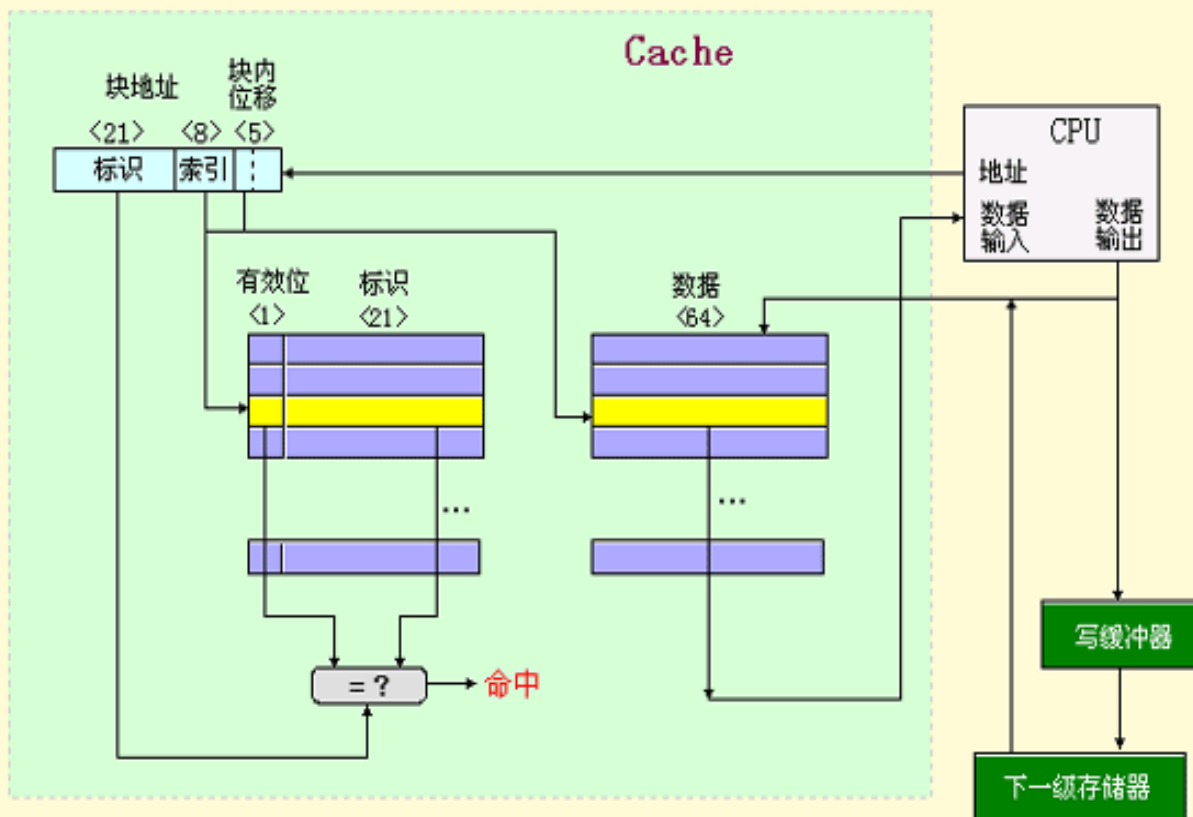 Cache
块地址
块内
位移
<21>
<8>
<5>
标识
索引
CPU
地址
数据
输入
数据
输出
有效位
<1>
标识
<21>
数据
<64>
...
...
= ?
命中
写缓冲器
下一级存储器